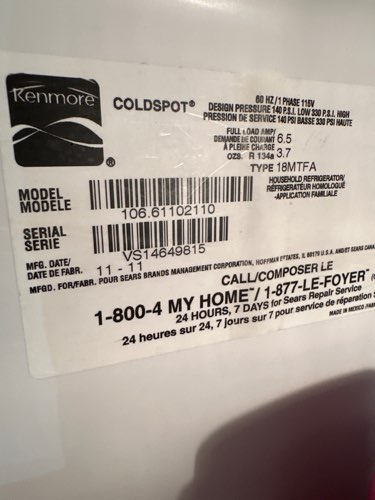 Kenmore
®
COLDSPOT®
60 HZ/1 PHASE 115V
DESIGN PRESSURE 140 P.S.I. LOW 330 P.S.I. HIGH
PRESSION DE SERVICE 140 PSI BASSE 330 PSI HAUTE
FULL LOAD AMP/
DEMANDE DE COURANT 6.5
A PLEINE CHARGE
OZS. R 134a 3.7
TYPE 18MTFA
HOUSEHOLD REFRIGERATOR/
RÉFRIGERATEUR HOMOLOGUÉ
-APPLICATION FAMILIALE
MODEL
MODÈLE
106.61102110
SERIAL
SERIE
VS14649815
MFG. DATE/
DATE DE FABR. 11 - 11
MFGD. FOR/FABR. POUR SEARS BRANDS MANAGEMENT CORPORATION, HOFFMAN ESTATES, IL 60179 U.S.A. AND/ET SEARS CANA
CALL/COMPOSER LE
1-800-4 MY HOME™/ 1-877-LE-FOYER™
24 HOURS, 7 DAYS for Sears Repair Service
24 heures sur 24, 7 jours sur 7 pour service de réparation S
MADE IN MEXICO